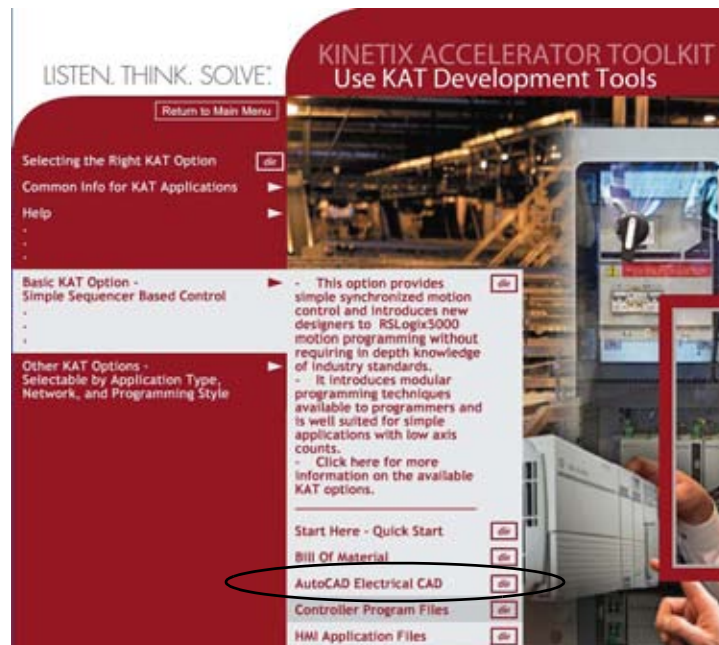 LISTEN. THINK. SOLVE.℠
KINETIX ACCELERATOR TOOLKIT
Use KAT Development Tools
Return to Main Menu
Selecting the Right KAT Option
dir
Common Info for KAT Applications
Help
.
.
.
Basic KAT Option -
Simple Sequencer Based Control
.
.
.
Other KAT Options -
Selectable by Application Type,
Network, and Programming Style
- This option provides
dir
simple synchronized motion
control and introduces new
designers to RSLogix5000
motion programming without
requiring in depth knowledge
of industry standards.
- It introduces modular
programming techniques
available to programmers and
is well suited for simple
applications with low axis
counts.
- Click here for more
information on the available
KAT options.
Start Here - Quick Start
dir
Bill Of Material
dir
AutoCAD Electrical CAD
dir
Controller Program Files
dir
HMI Application Files
dir